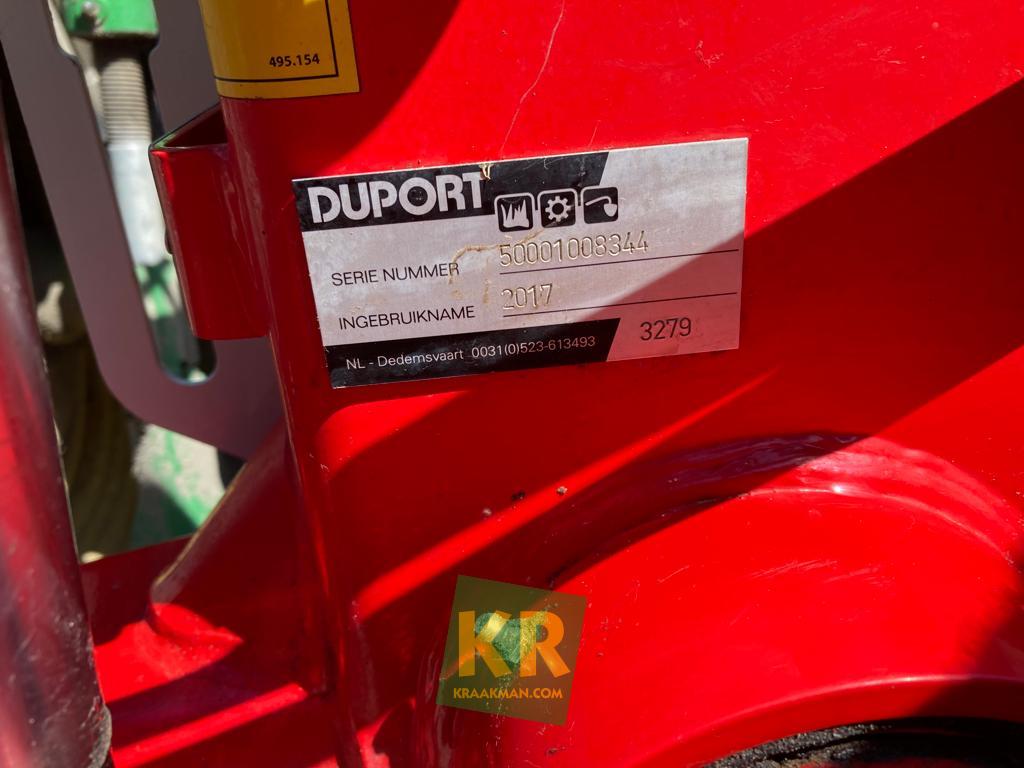 495.154
DUPORT
SERIE NUMMER 50001008344
INGEBRUIKNAME 2017
NL - Dedemsvaart 0031(0)523-613493 3279
KR
KRAAKMAN.COM